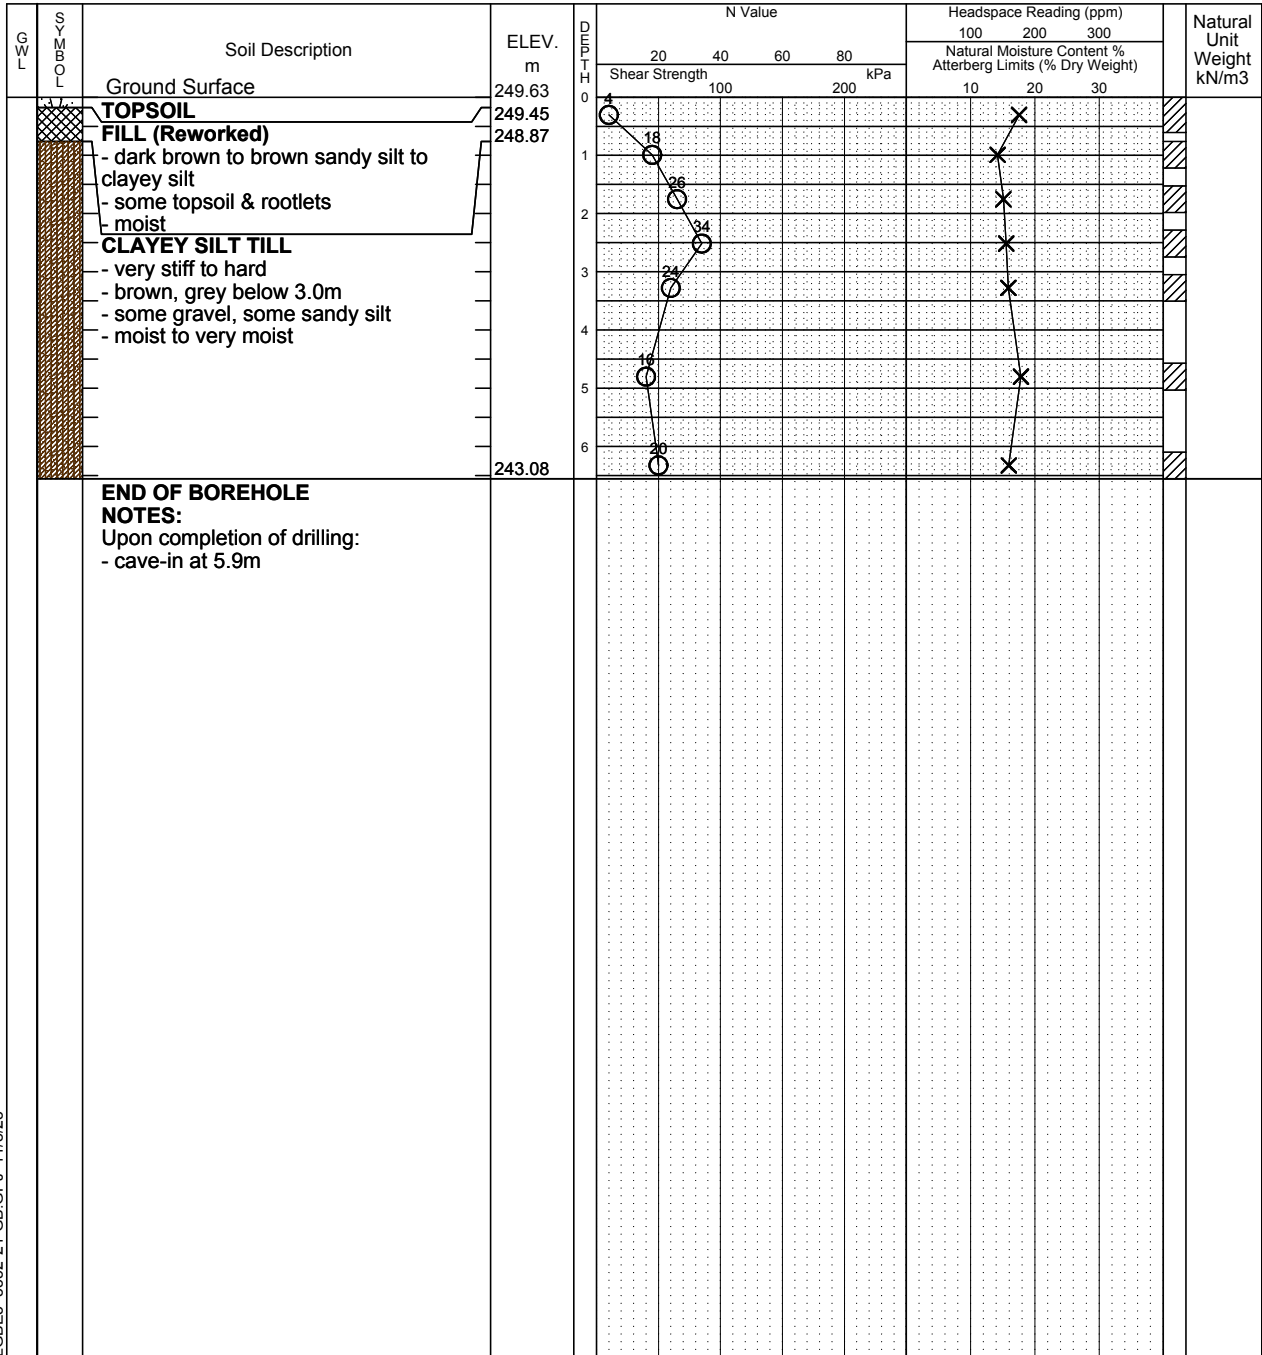 GWL
SYMBOL
Soil Description
Ground Surface
ELEV.
m
249.63
DEPTH
N Value
20 40 60 80
Shear Strength kPa
100 200
Headspace Reading (ppm)
100 200 300
Natural Moisture Content %
Atterberg Limits (% Dry Weight)
10 20 30
Natural
Unit
Weight
kN/m3
0
TOPSOIL 249.45
4
FILL (Reworked) 248.87
18
- dark brown to brown sandy silt to
clayey silt
1
- some topsoil & rootlets
26
- moist
2
34
CLAYEY SILT TILL
- very stiff to hard
3
24
- brown, grey below 3.0m
- some gravel, some sandy silt
4
- moist to very moist
16
5
6
20
243.08
END OF BOREHOLE
NOTES:
Upon completion of drilling:
- cave-in at 5.9m